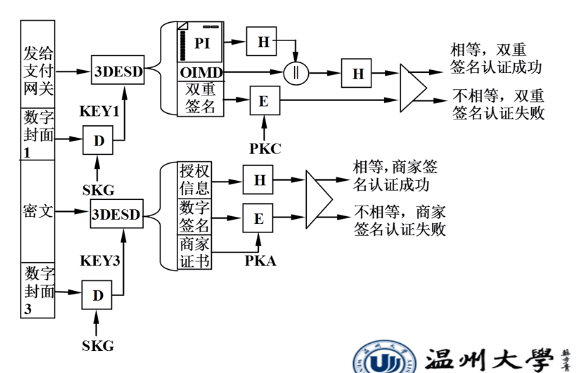 发给
支付
网关
数字
封面
1
密文
数字
封面
3
3DESD
KEY1
D
SKG
PI
OIMD
双重
签名
H
||
H
E
PKC
相等，双重
签名认证成功
不相等，双重
签名认证失败
3DESD
KEY3
D
SKG
授权
信息
数字
签名
商家
证书
H
E
PKA
相等，商家签
名认证成功
不相等，商家
签名认证失败
温州大学